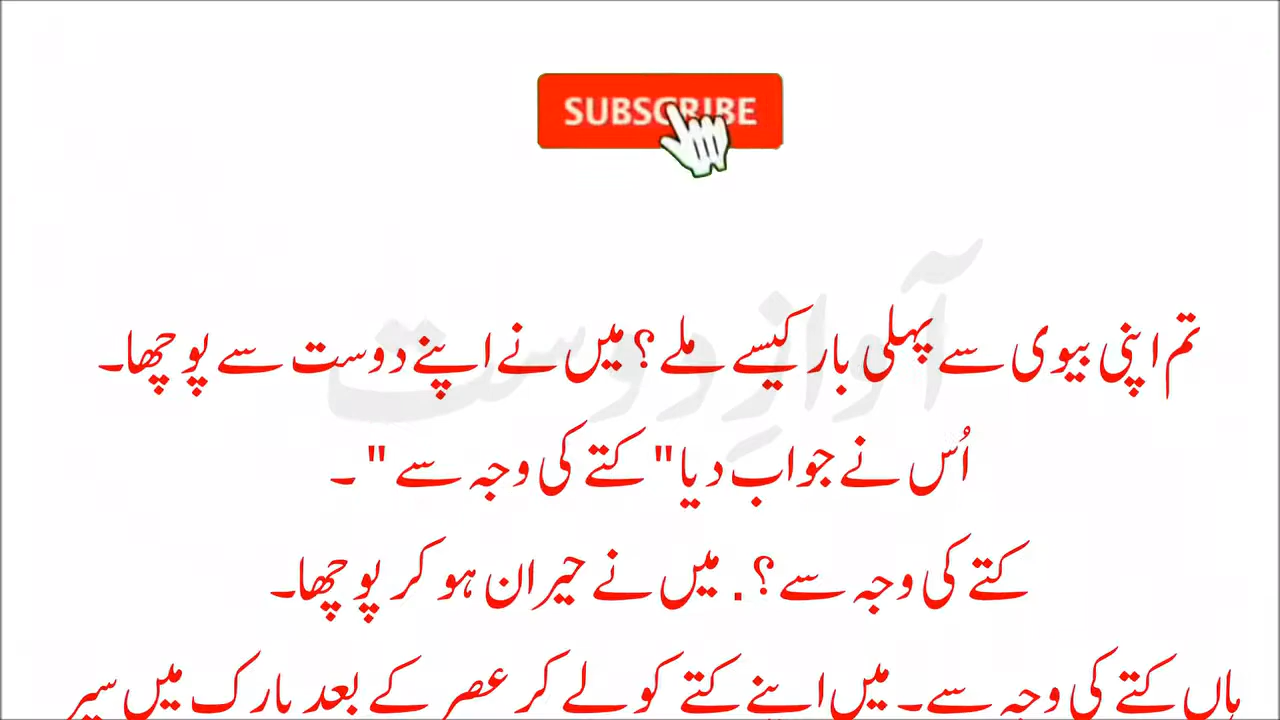 SUBSCRIBE
آوازِ دوست
تم اپنی بیوی سے پہلی بار کیسے ملے ؟ میں نے اپنے دوست سے پوچھا۔
اُس نے جواب دیا" کتے کی وجہ سے "۔
کتے کی وجہ سے ؟. میں نے حیران ہو کر پوچھا۔
ہاں کتے کی وجہ سے۔ میں اپنے کتے کو لے کر عصر کے بعد پارک میں سیر